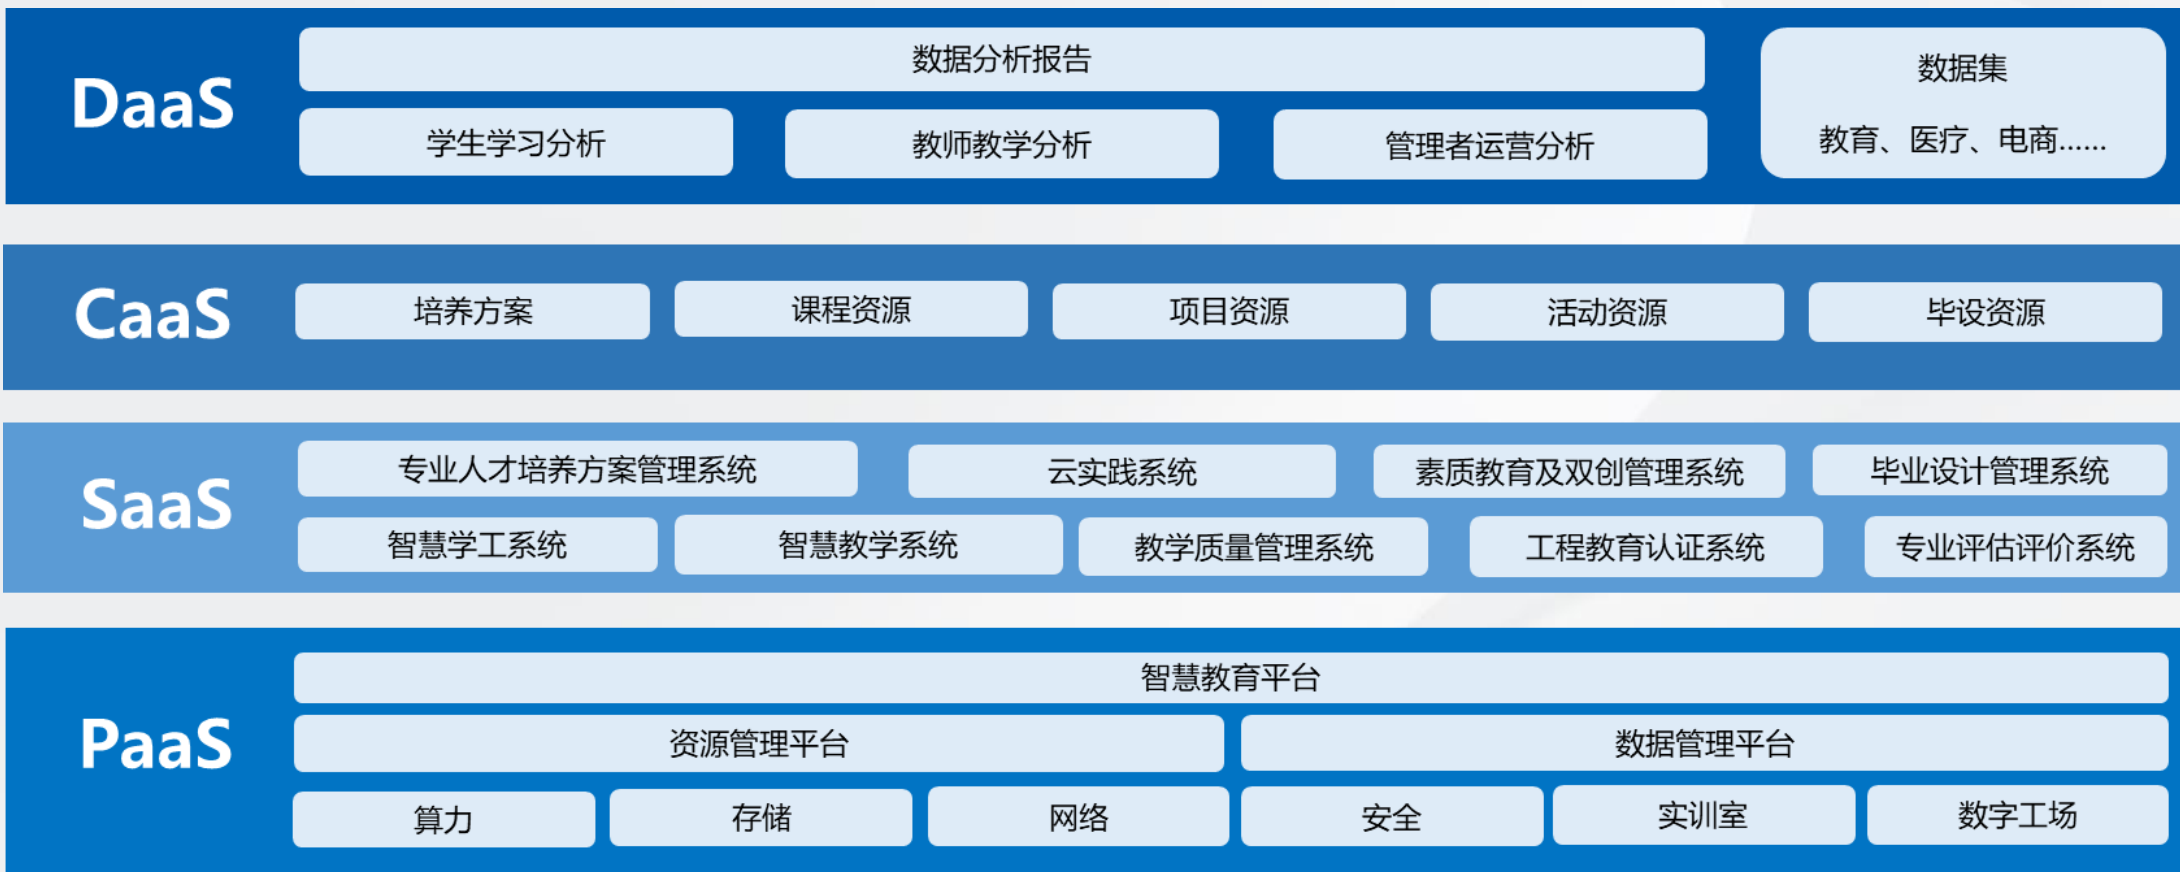 DaaS
数据分析报告
学生学习分析
教师教学分析
管理者运营分析
数据集
教育、医疗、电商......
CaaS
培养方案
课程资源
项目资源
活动资源
毕设资源
SaaS
专业人才培养方案管理系统
云实践系统
素质教育及双创管理系统
毕业设计管理系统
智慧学工系统
智慧教学系统
教学质量管理系统
工程教育认证系统
专业评估评价系统
PaaS
智慧教育平台
资源管理平台
数据管理平台
算力
存储
网络
安全
实训室
数字工场